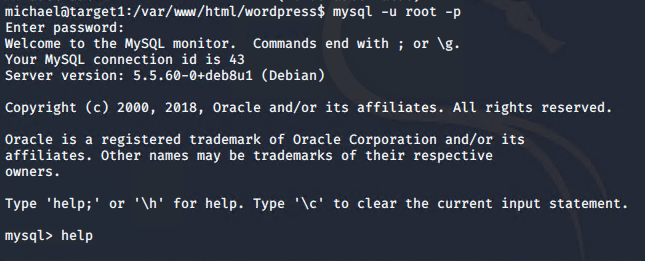 michael@target1:/var/www/html/wordpress$ mysql -u root -p
Enter password:
Welcome to the MySQL monitor.  Commands end with ; or \g.
Your MySQL connection id is 43
Server version: 5.5.60-0+deb8u1 (Debian)

Copyright (c) 2000, 2018, Oracle and/or its affiliates. All rights reserved.

Oracle is a registered trademark of Oracle Corporation and/or its
affiliates. Other names may be trademarks of their respective
owners.

Type 'help;' or '\h' for help. Type '\c' to clear the current input statement.

mysql> help